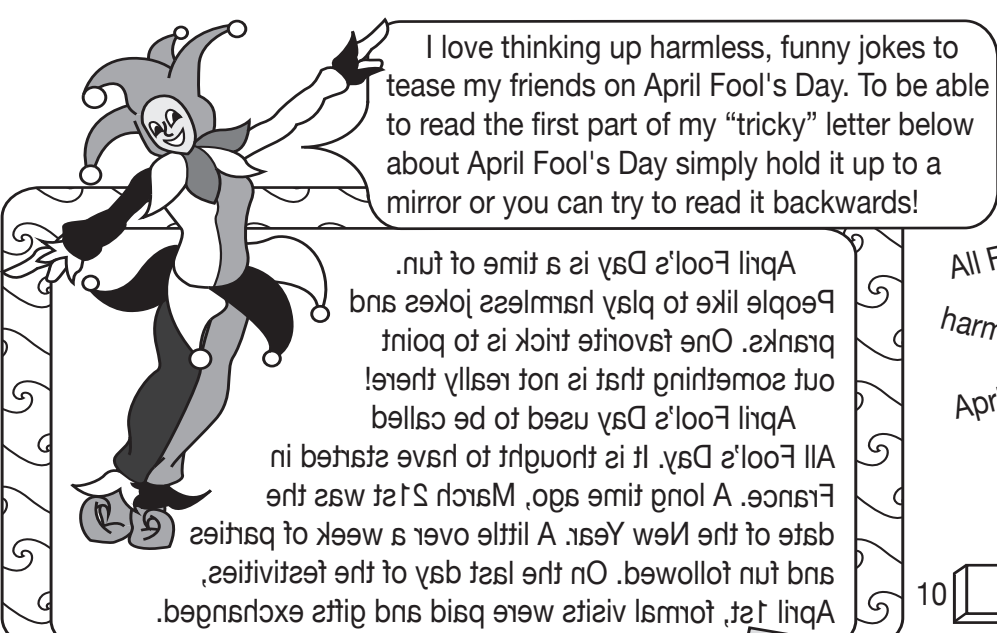 I love thinking up harmless, funny jokes to
tease my friends on April Fool's Day. To be able
to read the first part of my “tricky” letter below
about April Fool's Day simply hold it up to a
mirror or you can try to read it backwards!
April Fool's Day is a time of fun.
People like to play harmless jokes and
pranks. One favorite trick is to point
out something that is not really there!
April Fool's Day used to be called
All Fool's Day. It is thought to have started in
France. A long time ago, March 21st was the
date of the New Year. A little over a week of parties
and fun followed. On the last day of the festivities,
April 1st, formal visits were paid and gifts exchanged.
All
10